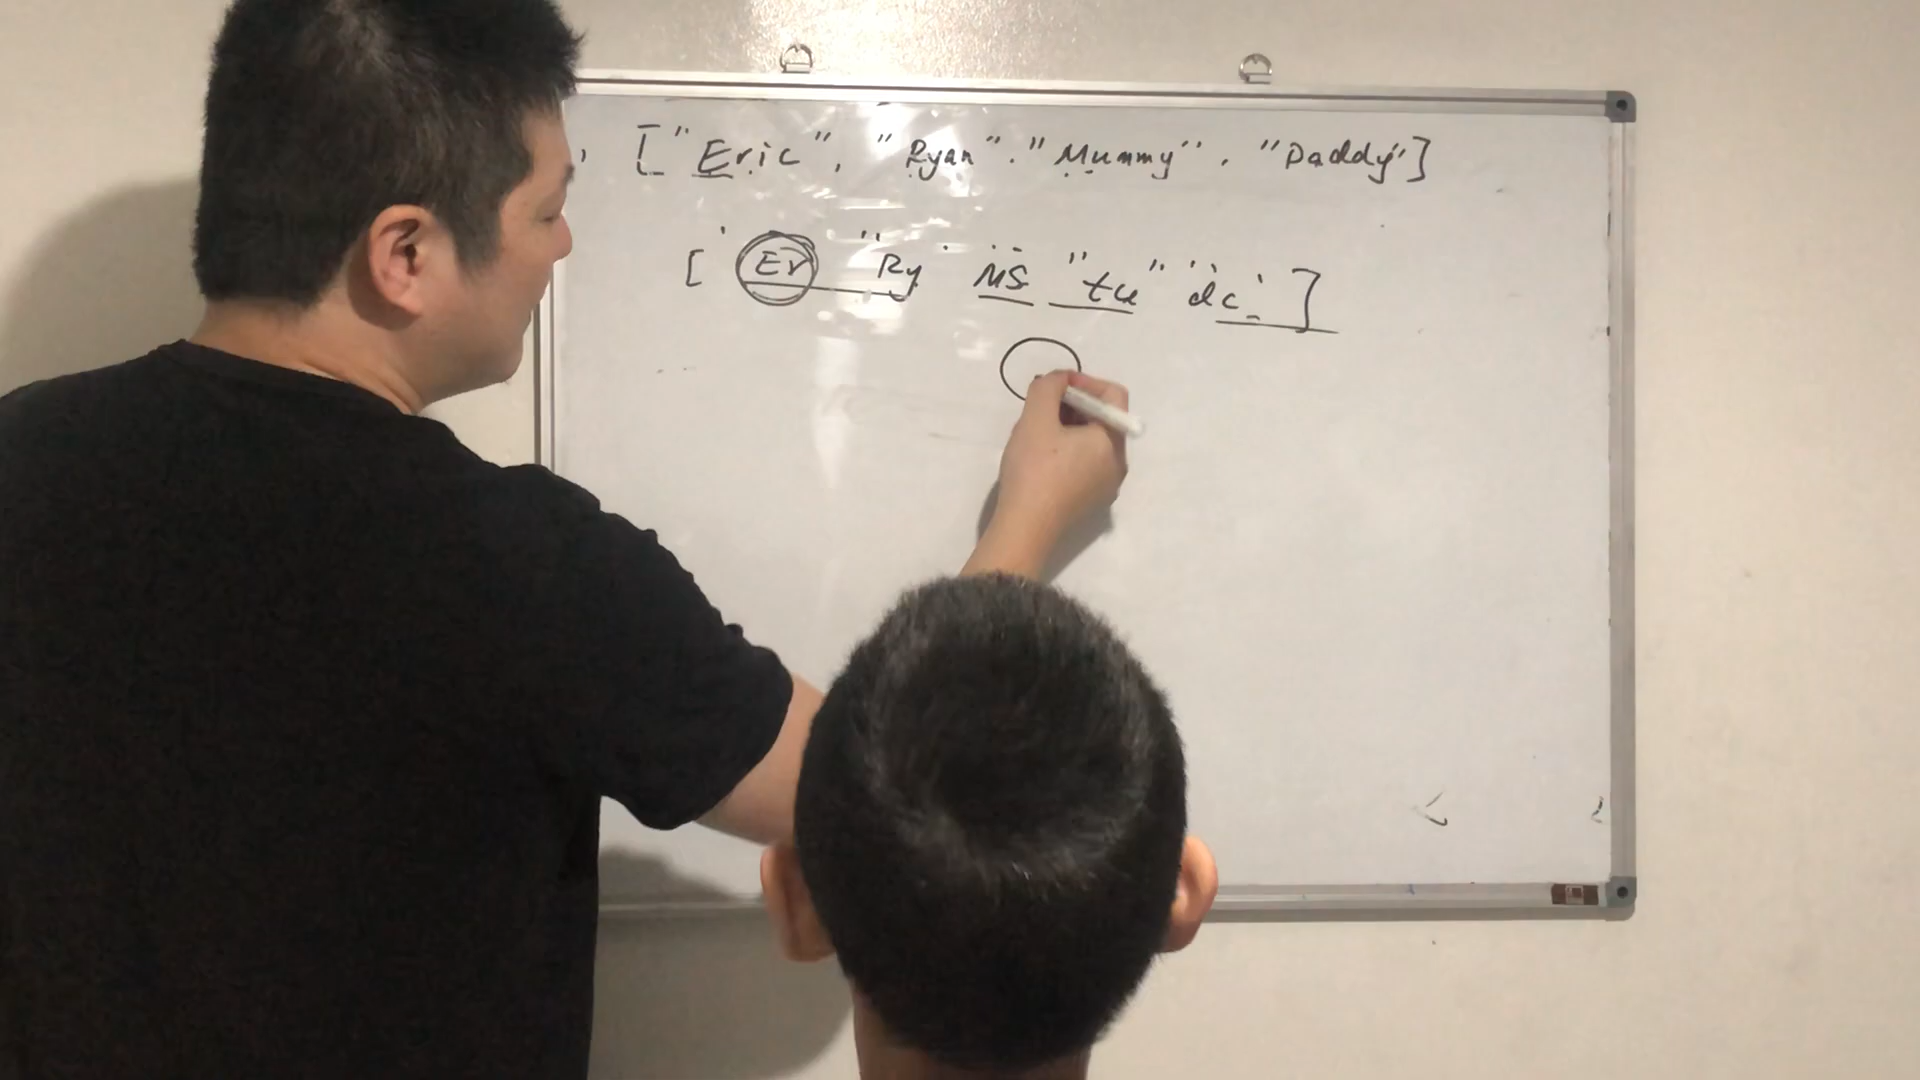 , ["Eric", "Ryan"."Mummy", "Daddy"]
[ 'Er "Ry' MS "tu" "dc" ]